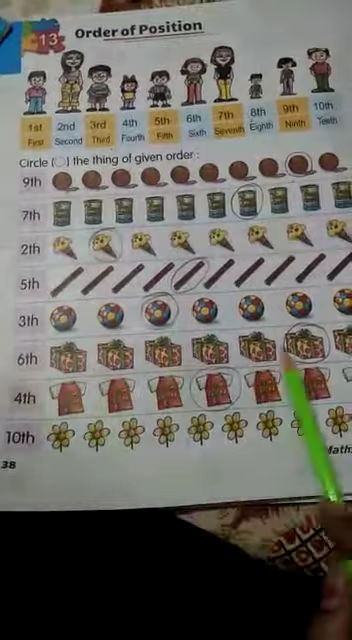 13
Order of Position
1st 2nd 3rd 4th 5th 6th 7th 8th 9th 10th
First Second Third Fourth Fifth Sixth Seventh Eighth Ninth Tenth
Circle ( ) the thing of given order :
9th
7th
2th
5th
3th
6th
4th
10th
38
Math